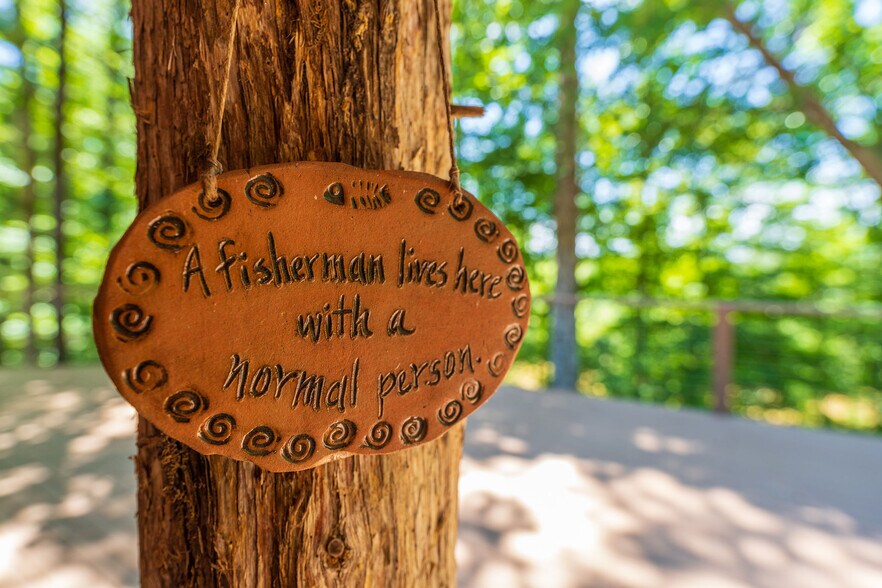 A fisherman lives here
with a
normal person.